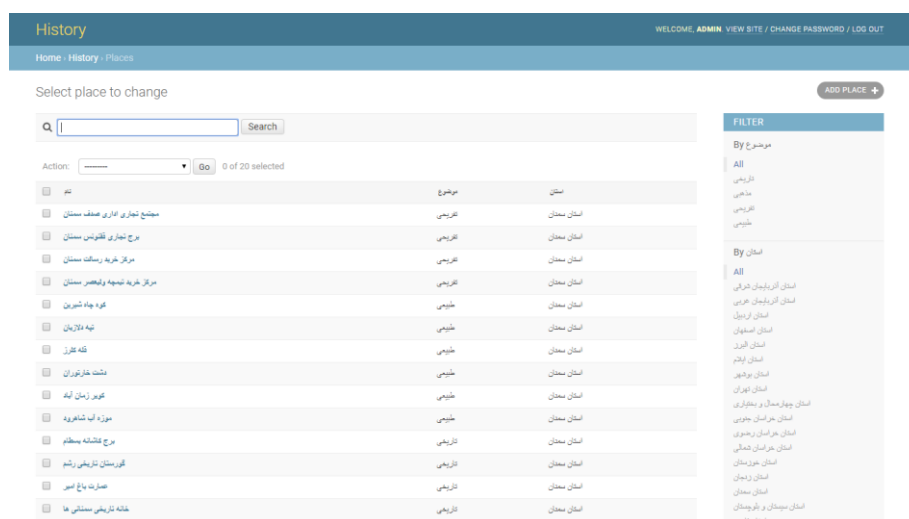 History
WELCOME, ADMIN. VIEW SITE / CHANGE PASSWORD / LOG OUT
Home › History › Places
Select place to change
ADD PLACE +
Search
Action: --------- Go 0 of 20 selected
نام موضوع استان
مجتمع تجاری اداری صدف سمنان تفریحی استان سمنان
برج تجاری ققنوس سمنان تفریحی استان سمنان
مرکز خرید رسالت سمنان تفریحی استان سمنان
مرکز خرید تیمچه ولیعصر سمنان تفریحی استان سمنان
کوه چاه شیرین طبیعی استان سمنان
تپه دلازیان طبیعی استان سمنان
قله طبیعی استان سمنان
دشت خارتوران طبیعی استان سمنان
کویر زمان آباد طبیعی استان سمنان
موزه آب شاهرود طبیعی استان سمنان
برج کاشانه بسطام تاریخی استان سمنان
گورستان تاریخی رشم تاریخی استان سمنان
عمارت باغ امیر تاریخی استان سمنان
خانه تاریخی سمنانی ها تاریخی استان سمنان
FILTER
By موضوع
All
تاریخی
مذهبی
تفریحی
طبیعی
By استان
All
استان آذربایجان شرقی
استان آذربایجان غربی
استان اردبیل
استان اصفهان
استان البرز
استان ایلام
استان بوشهر
استان تهران
استان چهارمحال و بختیاری
استان خراسان جنوبی
استان خراسان رضوی
استان خراسان شمالی
استان خوزستان
استان زنجان
استان سمنان
استان سیستان و بلوچستان